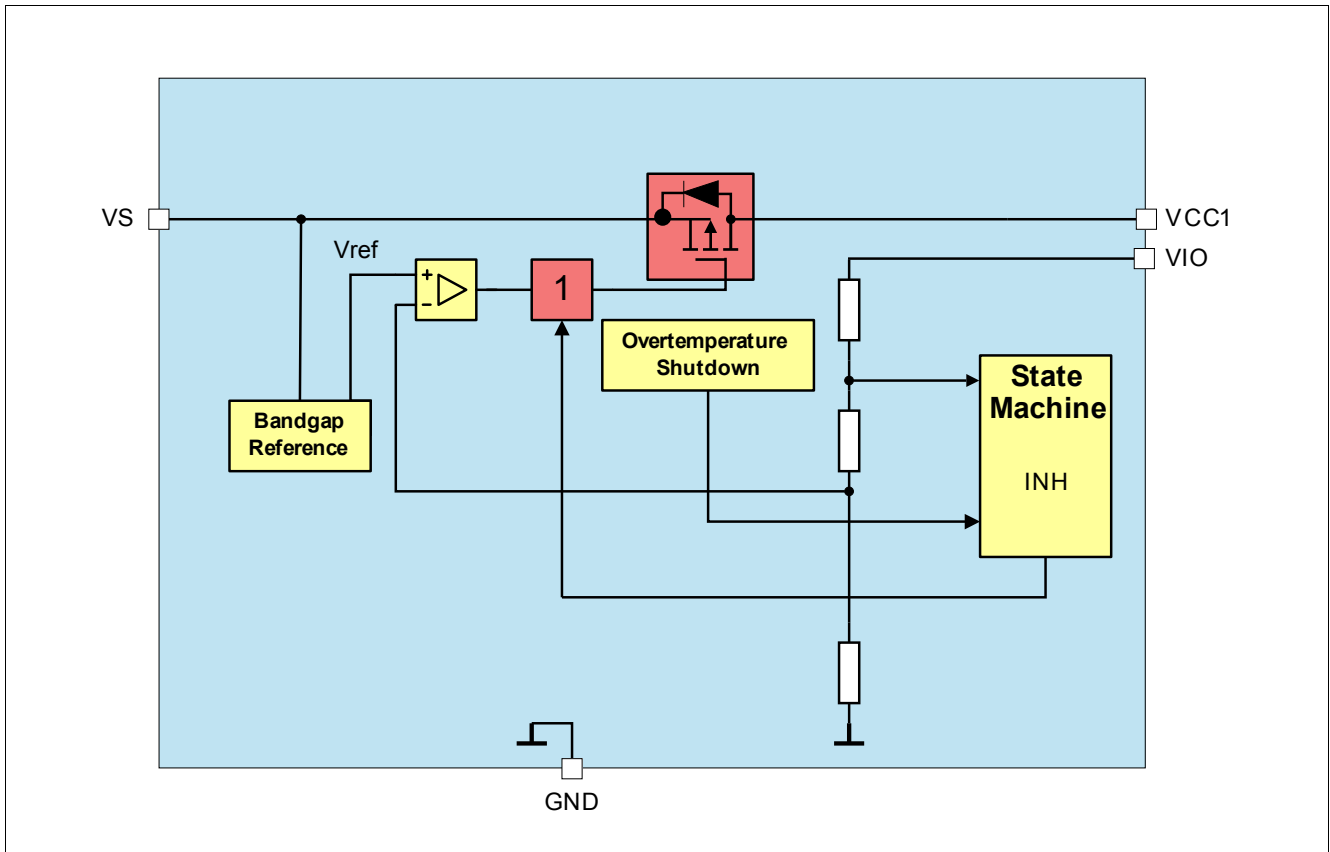 VS
VCC1
VIO
Vref
+
-
1
Overtemperature
Shutdown
State
Machine
INH
Bandgap
Reference
GND